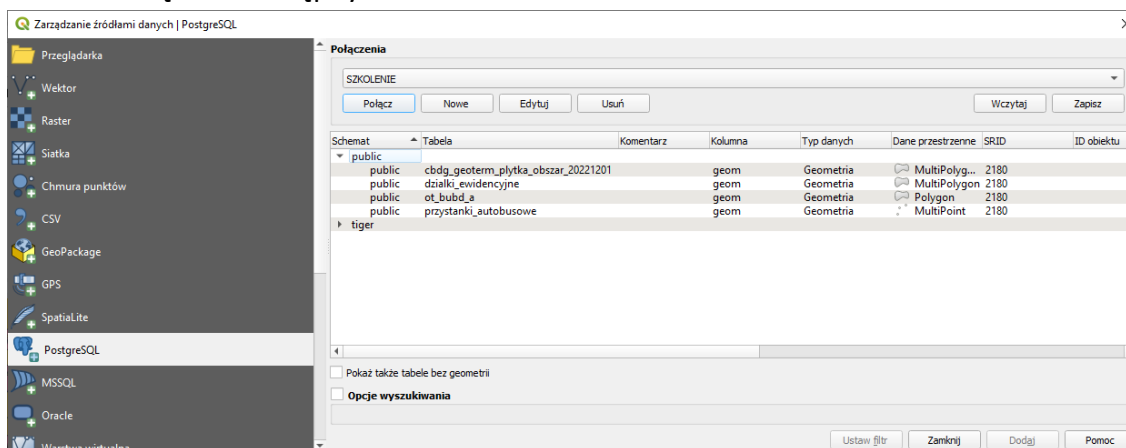 Zarządzanie źródłami danych | PostgreSQL
Przeglądarka
Wektor
Raster
Siatka
Chmura punktów
CSV
GeoPackage
GPS
SpatiaLite
PostgreSQL
MSSQL
Oracle
Warstwa wirtualna
Połączenia
SZKOLENIE
Połącz Nowe Edytuj Usuń Wczytaj Zapisz
Schemat Tabela Komentarz Kolumna Typ danych Dane przestrzenne SRID ID obiektu
public
public cbdg_geoterm_plytka_obszar_20221201 geom Geometria MultiPolyg... 2180
public dzialki_ewidencyjne geom Geometria MultiPolygon 2180
public ot_bubd_a geom Geometria Polygon 2180
public przystanki_autobusowe geom Geometria MultiPoint 2180
tiger
Pokaż także tabele bez geometrii
Opcje wyszukiwania
Ustaw filtr Zamknij Dodaj Pomoc